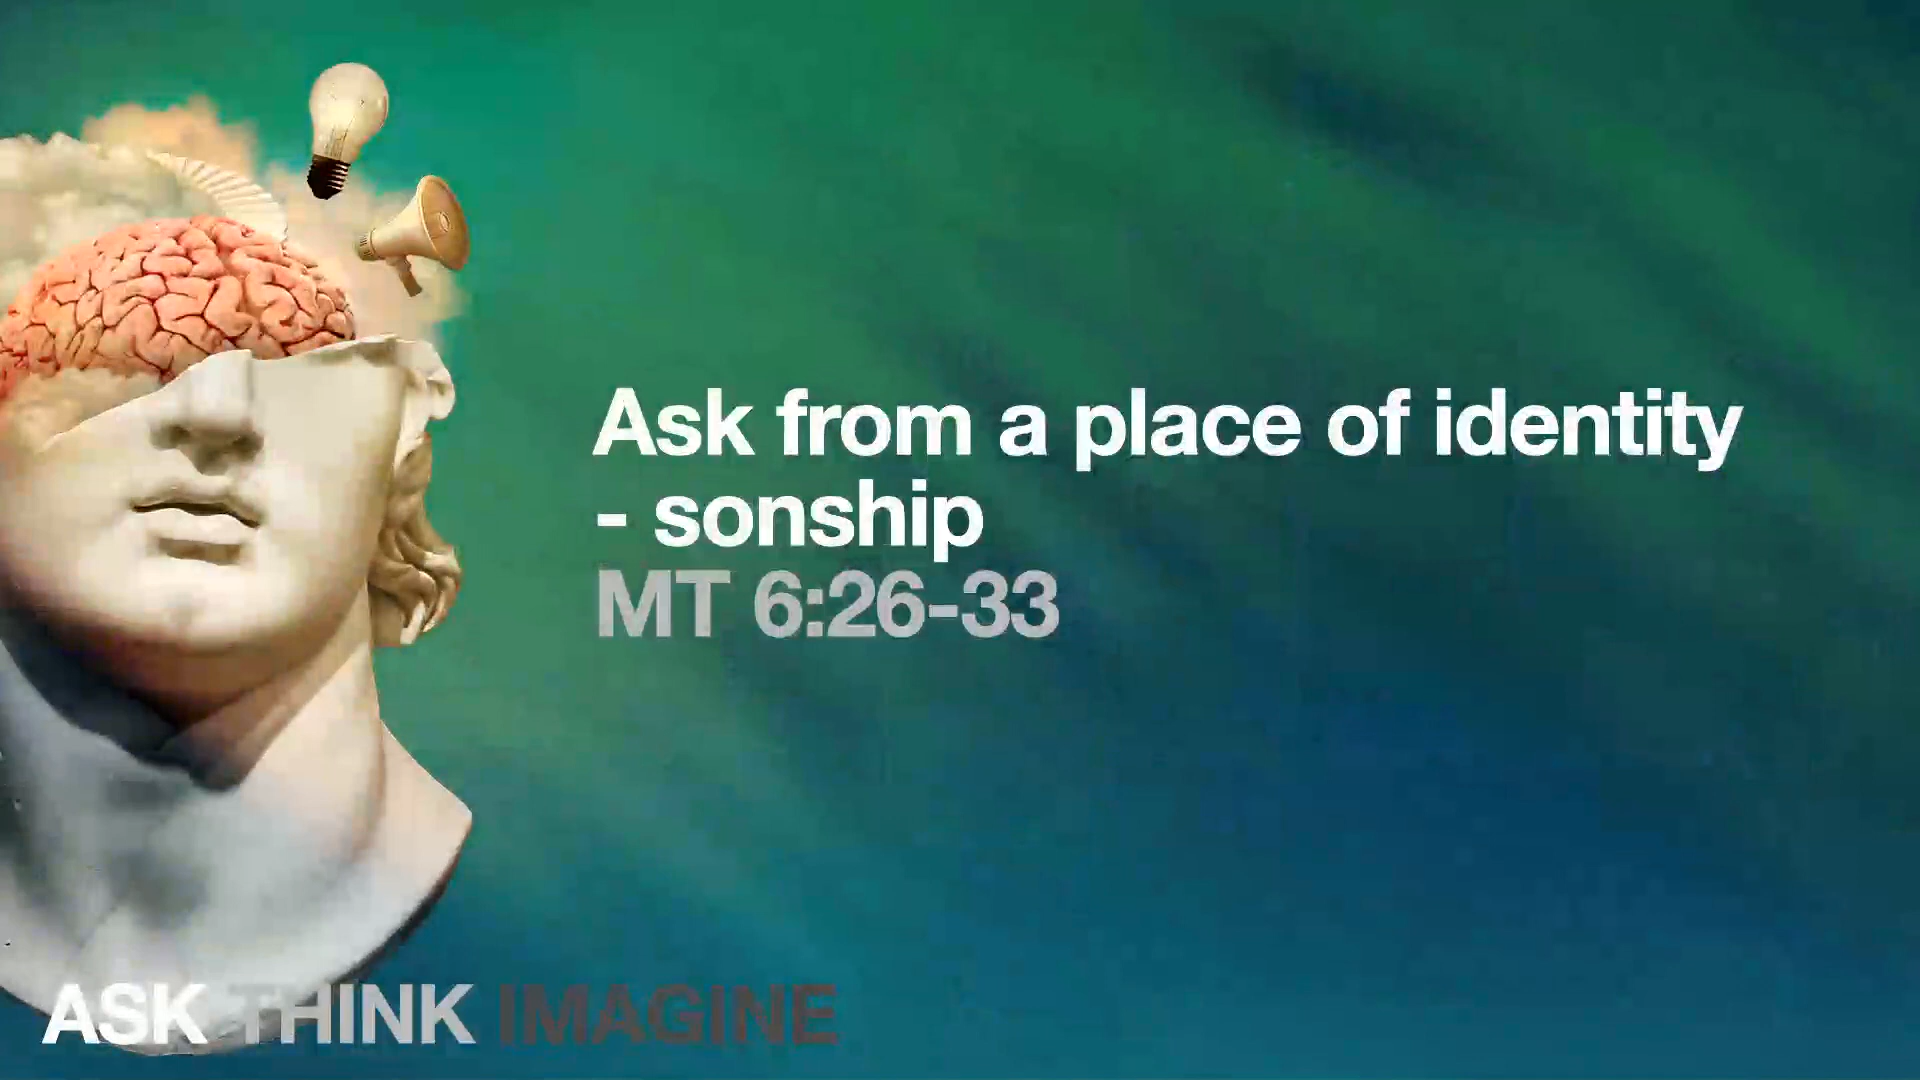 Ask from a place of identity
- sonship
MT 6:26-33
ASK THINK IMAGINE